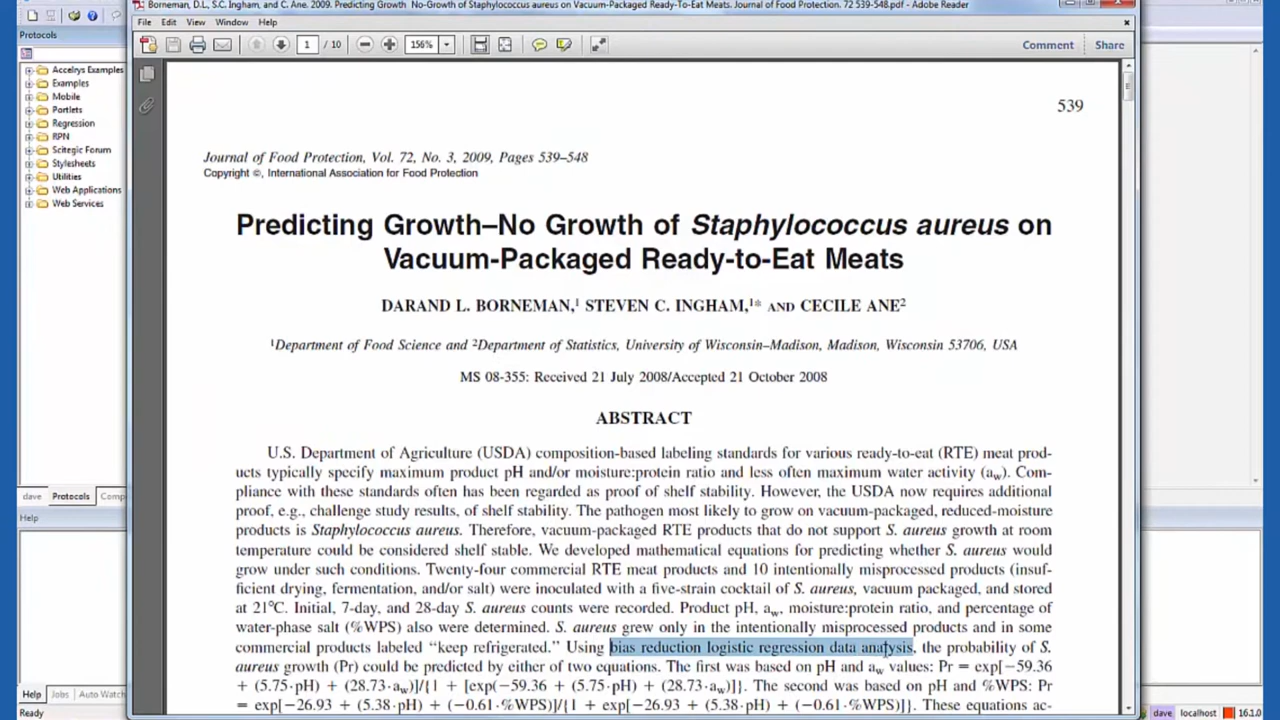 Borneman, D.L, S.C. Ingham, and C. Ane. 2009. Predicting Growth No-Growth of Staphylococcus aureus on Vacuum-Packaged Ready-To-Eat Meats. Journal of Food Protection. 72 539-548.pdf - Adobe Reader
File Edit View Window Help
1 / 10 156% Comment Share
Protocols
Accelrys Examples
Examples
Mobile
Portlets
Regression
RPN
Scitegic Forum
Stylesheets
Utilities
Web Applications
Web Services
dave Protocols Comp
Help
Help Jobs Auto Watch
Ready
539
Journal of Food Protection, Vol. 72, No. 3, 2009, Pages 539–548
Copyright ©, International Association for Food Protection
Predicting Growth–No Growth of Staphylococcus aureus on
Vacuum-Packaged Ready-to-Eat Meats
DARAND L. BORNEMAN,¹ STEVEN C. INGHAM,¹* AND CECILE ANE²
¹Department of Food Science and ²Department of Statistics, University of Wisconsin–Madison, Madison, Wisconsin 53706, USA
MS 08-355: Received 21 July 2008/Accepted 21 October 2008
ABSTRACT
U.S. Department of Agriculture (USDA) composition-based labeling standards for various ready-to-eat (RTE) meat prod-
ucts typically specify maximum product pH and/or moisture:protein ratio and less often maximum water activity (aw). Com-
pliance with these standards often has been regarded as proof of shelf stability. However, the USDA now requires additional
proof, e.g., challenge study results, of shelf stability. The pathogen most likely to grow on vacuum-packaged, reduced-moisture
products is Staphylococcus aureus. Therefore, vacuum-packaged RTE products that do not support S. aureus growth at room
temperature could be considered shelf stable. We developed mathematical equations for predicting whether S. aureus would
grow under such conditions. Twenty-four commercial RTE meat products and 10 intentionally misprocessed products (insuf-
ficient drying, fermentation, and/or salt) were inoculated with a five-strain cocktail of S. aureus, vacuum packaged, and stored
at 21°C. Initial, 7-day, and 28-day S. aureus counts were recorded. Product pH, aw, moisture:protein ratio, and percentage of
water-phase salt (%WPS) also were determined. S. aureus grew only in the intentionally misprocessed products and in some
commercial products labeled ‘‘keep refrigerated.’’ Using bias reduction logistic regression data analysis, the probability of S.
aureus growth (Pr) could be predicted by either of two equations. The first was based on pH and aw values: Pr = exp[−59.36
+ (5.75·pH) + (28.73·aw)]/{1 + [exp(−59.36 + (5.75·pH) + (28.73·aw)]}. The second was based on pH and %WPS: Pr
= exp[−26.93 + (5.38·pH) + (−0.61·%WPS)]/{1 + exp[−26.93 + (5.38·pH) + (−0.61·%WPS)]}. These equations ac-
dave localhost 16.1.0